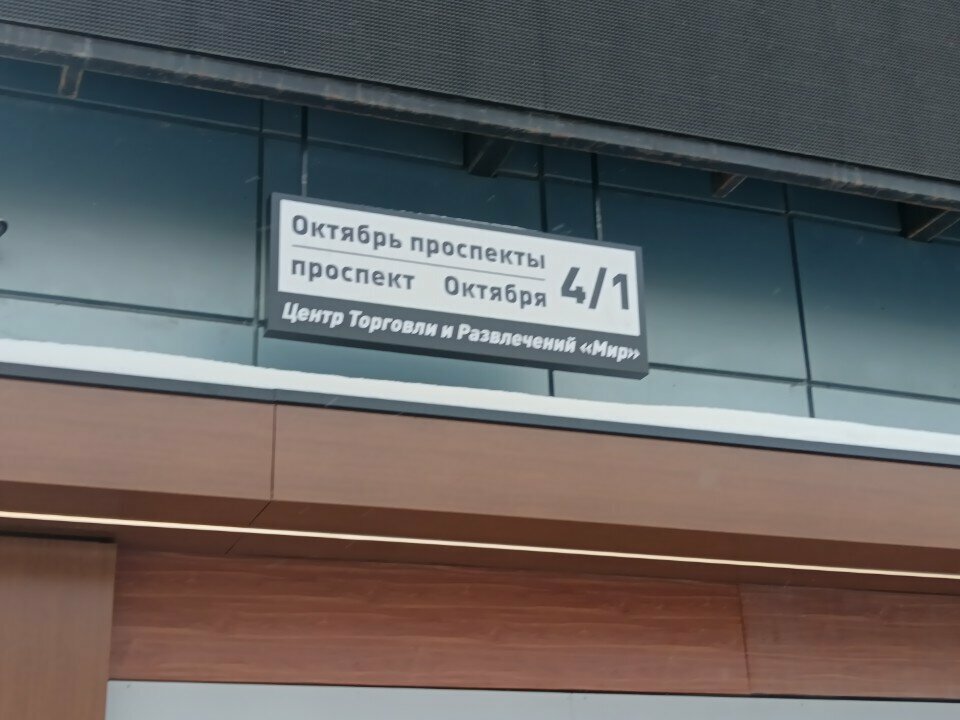 Октябрь проспекты
проспект Октября
4/1
Центр Торговли и Развлечений «Мир»